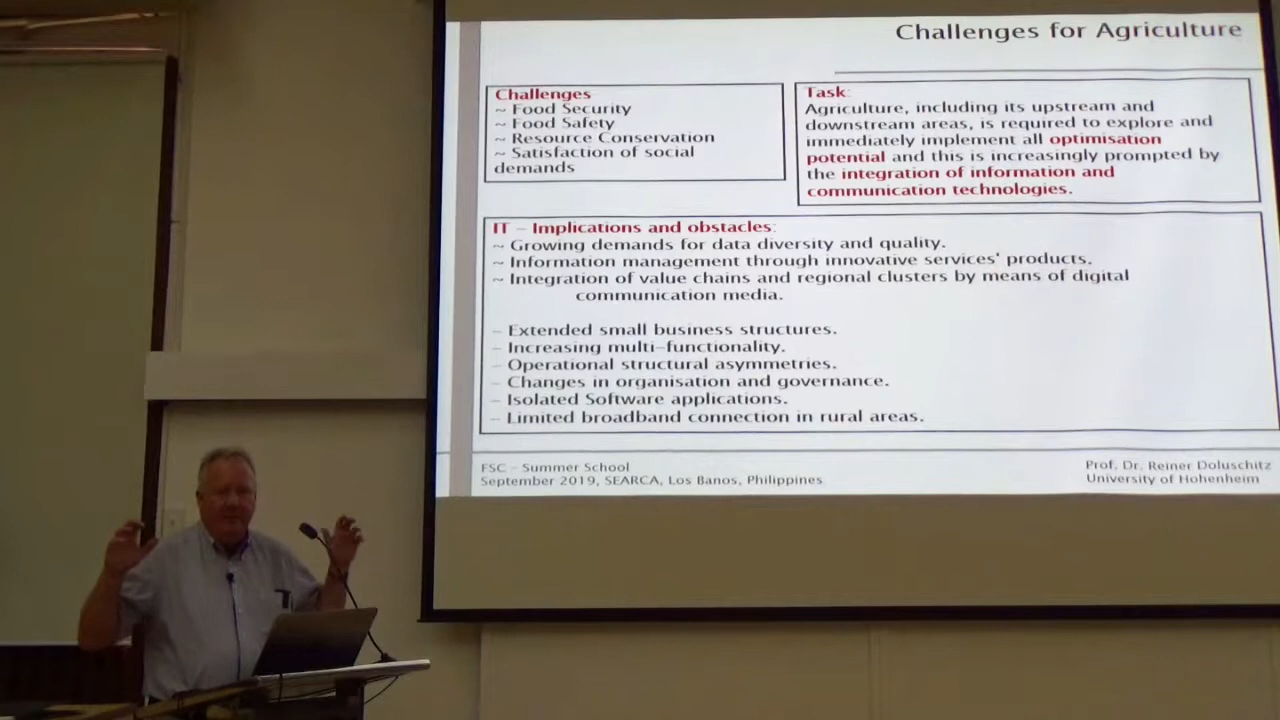 Challenges for Agriculture
Challenges
~ Food Security
~ Food Safety
~ Resource Conservation
~ Satisfaction of social
demands
Task:
Agriculture, including its upstream and
downstream areas, is required to explore and
immediately implement all optimisation
potential and this is increasingly prompted by
the integration of information and
communication technologies.
IT – Implications and obstacles:
~ Growing demands for data diversity and quality.
~ Information management through innovative services' products.
~ Integration of value chains and regional clusters by means of digital
communication media.
– Extended small business structures.
– Increasing multi-functionality.
– Operational structural asymmetries.
– Changes in organisation and governance.
– Isolated Software applications.
– Limited broadband connection in rural areas.
FSC – Summer School
September 2019, SEARCA, Los Banos, Philippines
Prof. Dr. Reiner Doluschitz
University of Hohenheim